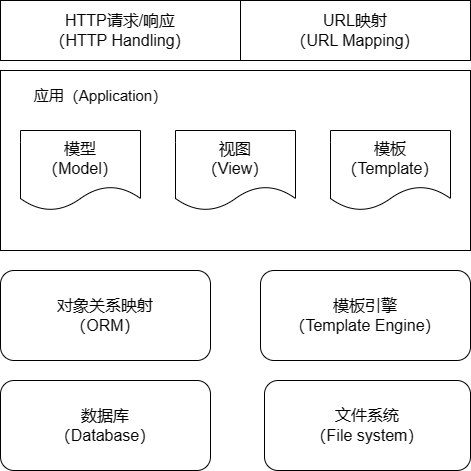 HTTP请求/响应
（HTTP Handling）
URL映射
（URL Mapping）
应用（Application）
模型
（Model）
视图
（View）
模板
（Template）
对象关系映射
（ORM）
模板引擎
（Template Engine）
数据库
（Database）
文件系统
（File system）